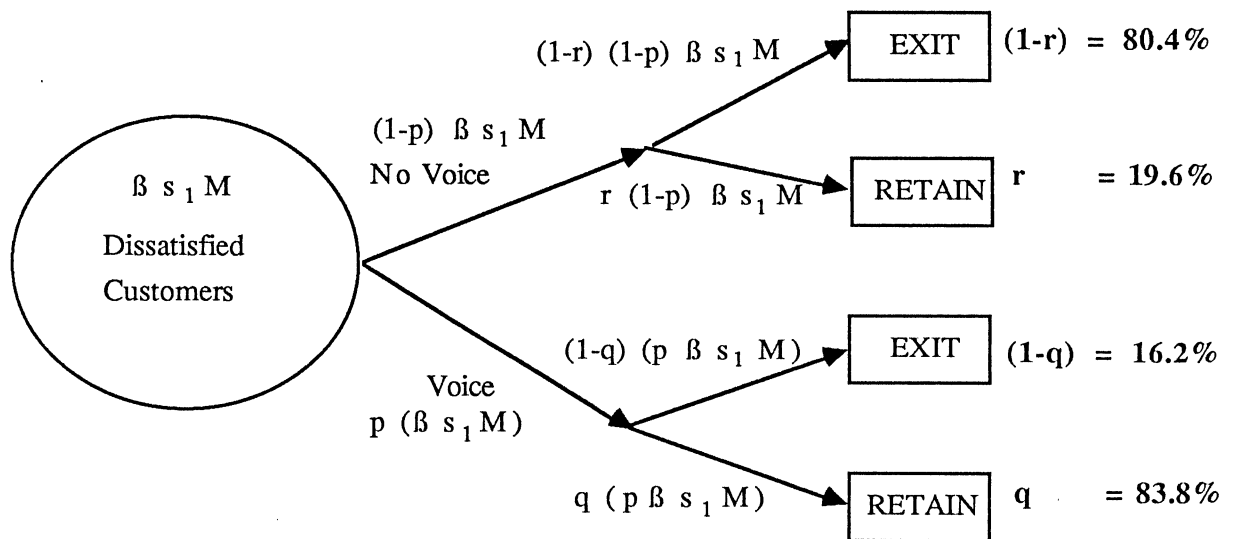 (1-r) (1-p) ß s1 M
EXIT
(1-r) = 80.4%
(1-p) ß s1 M
No Voice
r (1-p) ß s1 M
RETAIN
r = 19.6%
ß s1 M
Dissatisfied
Customers
(1-q) (p ß s1 M)
EXIT
(1-q) = 16.2%
Voice
p (ß s1 M)
q (p ß s1 M)
RETAIN
q = 83.8%